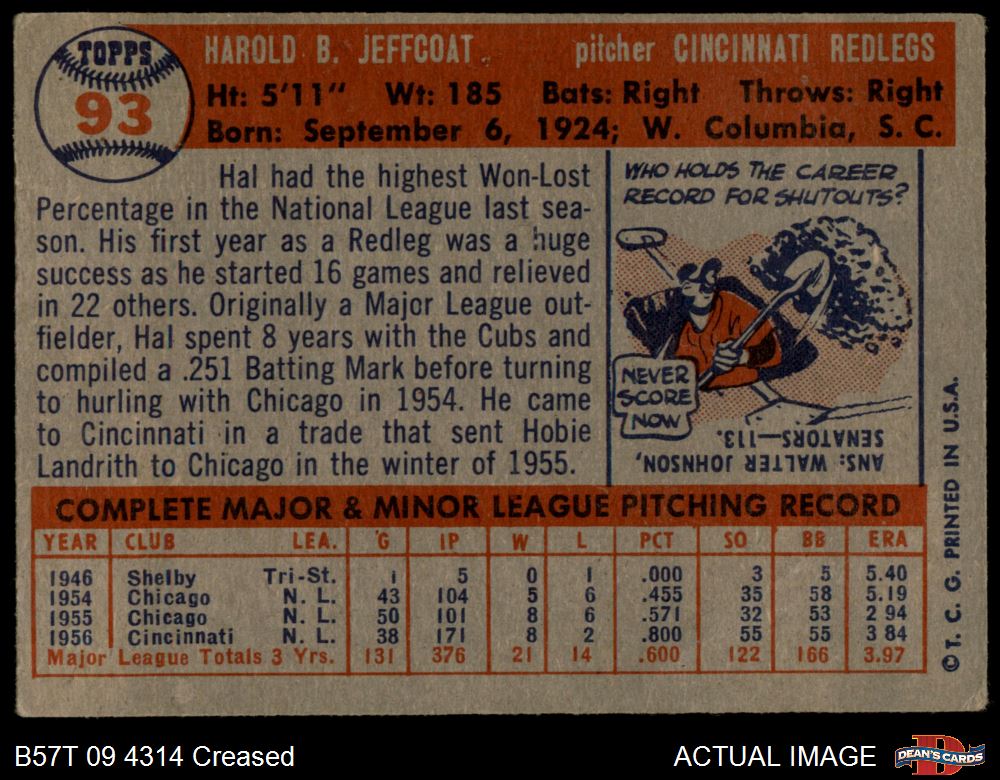 TOPPS
93
HAROLD B. JEFFCOAT pitcher CINCINNATI REDLEGS
Ht: 5'11" Wt: 185 Bats: Right Throws: Right
Born: September 6, 1924; W. Columbia, S. C.
Hal had the highest Won-Lost
Percentage in the National League last sea-
son. His first year as a Redleg was a huge
success as he started 16 games and relieved
in 22 others. Originally a Major League out-
fielder, Hal spent 8 years with the Cubs and
compiled a .251 Batting Mark before turning
to hurling with Chicago in 1954. He came
to Cincinnati in a trade that sent Hobie
Landrith to Chicago in the winter of 1955.
WHO HOLDS THE CAREER
RECORD FOR SHUTOUTS?
NEVER
SCORE
NOW
ANS: WALTER JOHNSON,
SENATORS—113.
COMPLETE MAJOR & MINOR LEAGUE PITCHING RECORD
YEAR CLUB LEA. G IP W L PCT SO BB ERA
1946 Shelby Tri-St. 1 5 0 1 .000 3 5 5.40
1954 Chicago N. L. 43 104 5 6 .455 35 58 5.19
1955 Chicago N. L. 50 101 8 6 .571 32 53 2 94
1956 Cincinnati N. L. 38 171 8 2 .800 55 55 3 84
Major League Totals 3 Yrs. 131 376 21 14 .600 122 166 3.97
© T. C. G. PRINTED IN U.S.A.
B57T 09 4314 Creased
ACTUAL IMAGE
DEAN'S CARDS